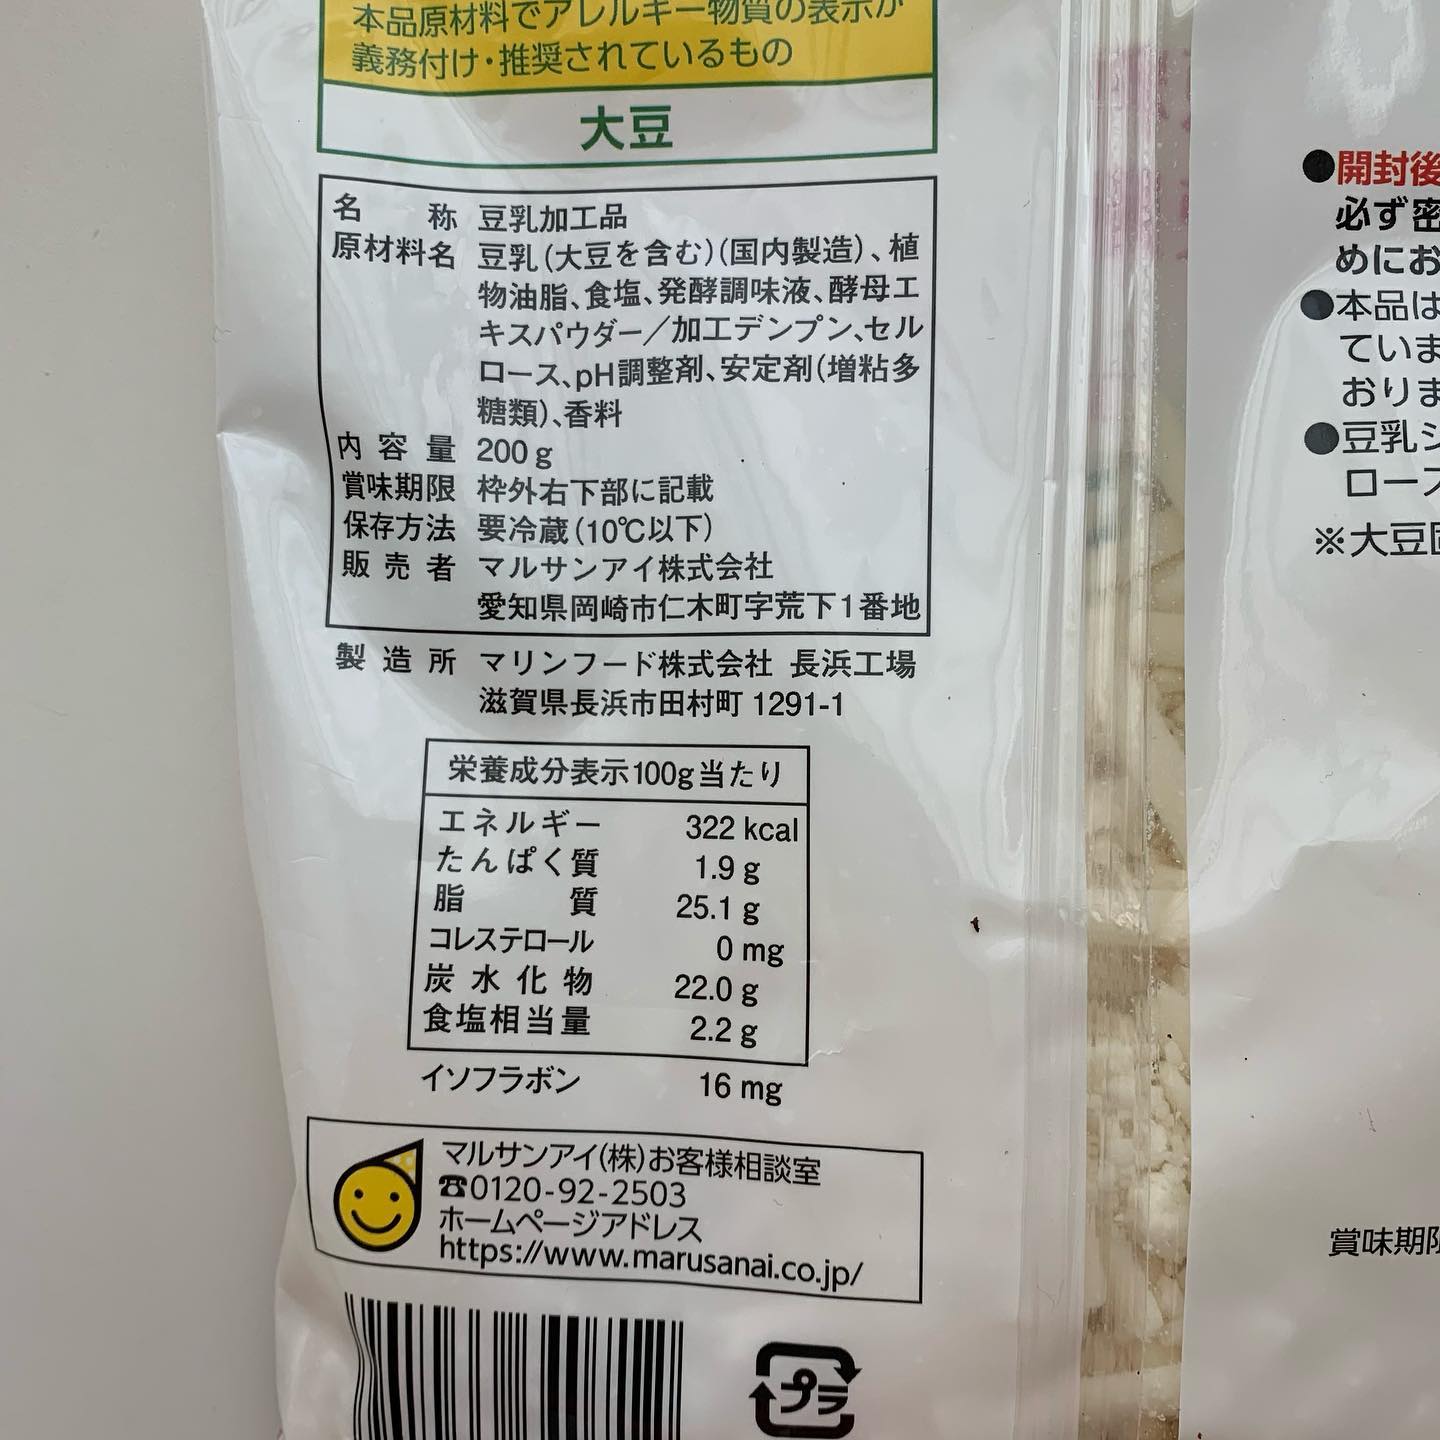 本品原材料でアレルギー物質の表示が
義務付け・推奨されているもの
大豆
名称 豆乳加工品
原材料名 豆乳(大豆を含む)(国内製造)、植
物油脂、食塩、発酵調味液、酵母エ
キスパウダー/加工デンプン、セル
ロース、pH調整剤、安定剤(増粘多
糖類)、香料
内容量 200g
賞味期限 枠外右下部に記載
保存方法 要冷蔵(10℃以下)
販売者 マルサンアイ株式会社
愛知県岡崎市仁木町字荒下1番地
製造所 マリンフード株式会社 長浜工場
滋賀県長浜市田村町 1291-1
栄養成分表示100g当たり
エネルギー 322 kcal
たんぱく質 1.9 g
脂質 25.1 g
コレステロール 0 mg
炭水化物 22.0 g
食塩相当量 2.2 g
イソフラボン 16 mg
マルサンアイ(株)お客様相談室
☎0120-92-2503
ホームページアドレス
https://www.marusanai.co.jp/
プラ
●開封後
必ず密
めにお
●本品は
ていま
おりま
●豆乳シ
ロース
※大豆固
賞味期限